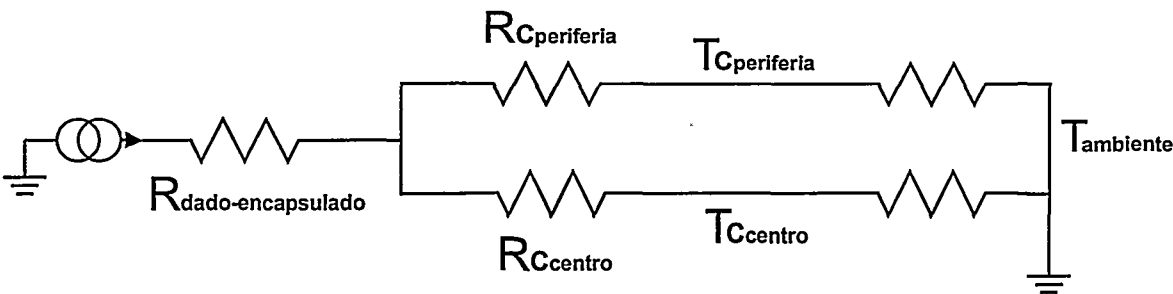 RCperiferia
TCperiferia
Tambiente
Rdado-encapsulado
RCcentro
TCcentro